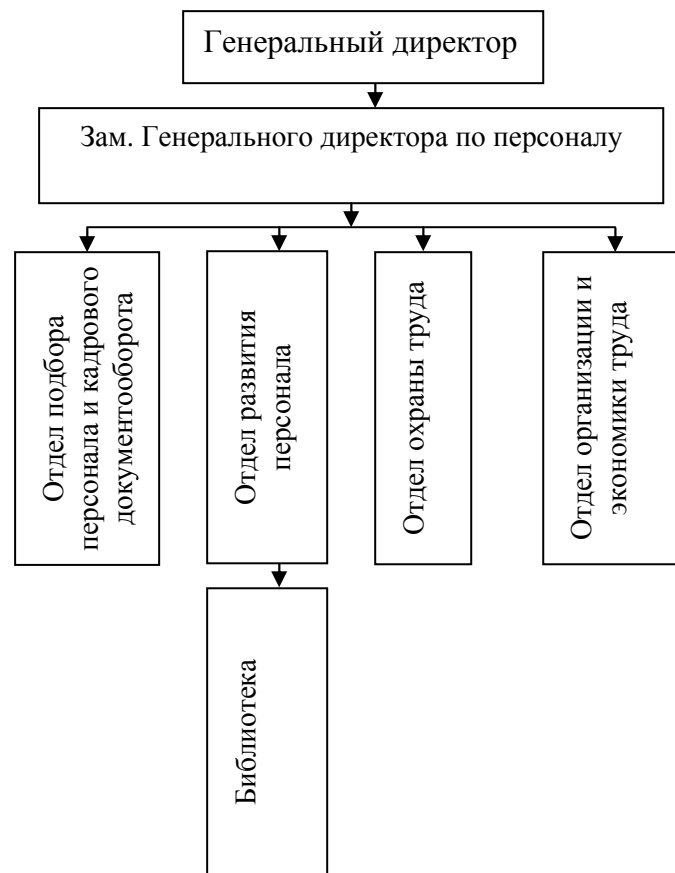 Генеральный директор
Зам. Генерального директора по персоналу
Отдел подбора
персонала и кадрового
документооборота
Отдел развития
персонала
Отдел охраны труда
Отдел организации и
экономики труда
Библиотека